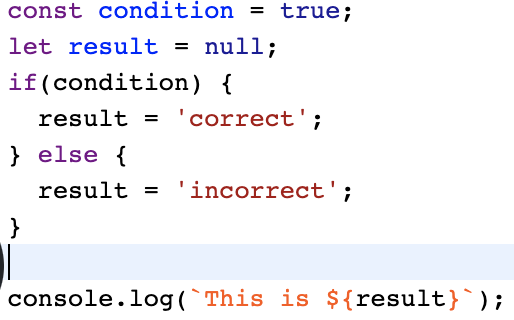 const condition = true;
let result = null;
if(condition) {
  result = 'correct';
} else {
  result = 'incorrect';
}

console.log(`This is ${result}`);